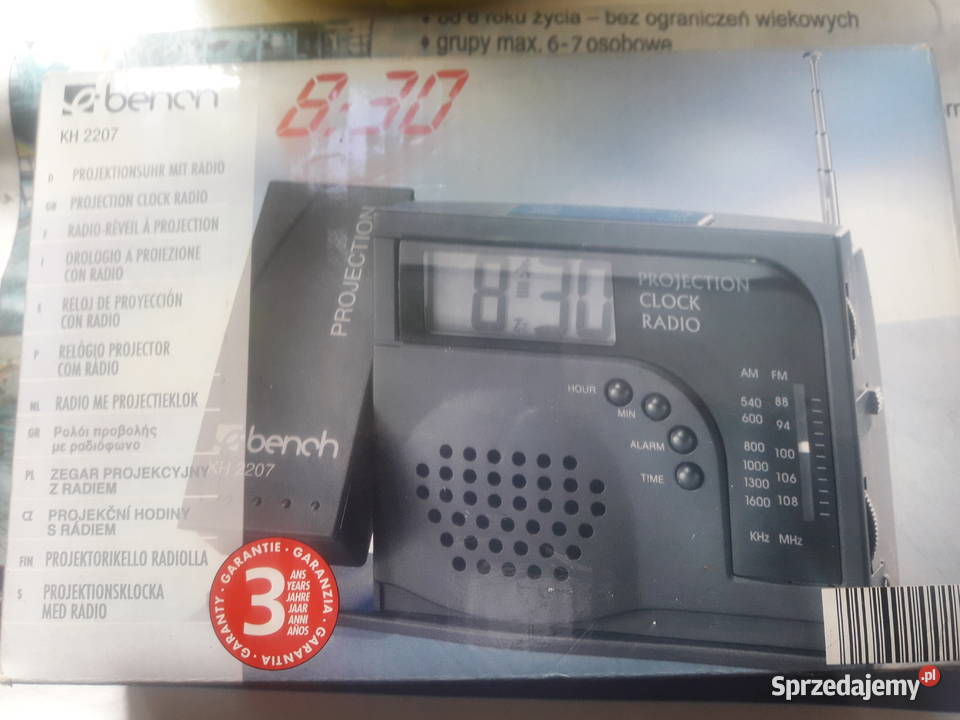 od 6 roku życia – bez ograniczeń wiekowych
• grupy max. 6-7 osobowe
bench
8:30
KH 2207
D PROJEKTIONSUHR MIT RADIO
GB PROJECTION CLOCK RADIO
F RADIO-RÉVEIL À PROJECTION
I OROLOGIO A PROIEZIONE
CON RADIO
E RELOJ DE PROYECCIÓN
CON RADIO
P RELÓGIO PROJECTOR
COM RÁDIO
NL RADIO ME PROJECTIEKLOK
GR Ρολόι προβολής
με ραδιόφωνο
PL ZEGAR PROJEKCYJNY
Z RADIEM
CZ PROJEKČNÍ HODINY
S RÁDIEM
FIN PROJEKTORIKELLO RADIOLLA
S PROJEKTIONSKLOCKA
MED RADIO
PROJECTION
bench
KH 2207
8:30
PROJECTION
CLOCK
RADIO
HOUR
MIN
ALARM
TIME
AM FM
540 88
600 94
800 100
1000
1300 106
1600 108
KHz MHz
GARANTIE · GARANZIA · GARANTIA · GARANTY
3
ANS
YEARS
JAHRE
JAAR
ANNI
AÑOS
Sprzedajemy.pl